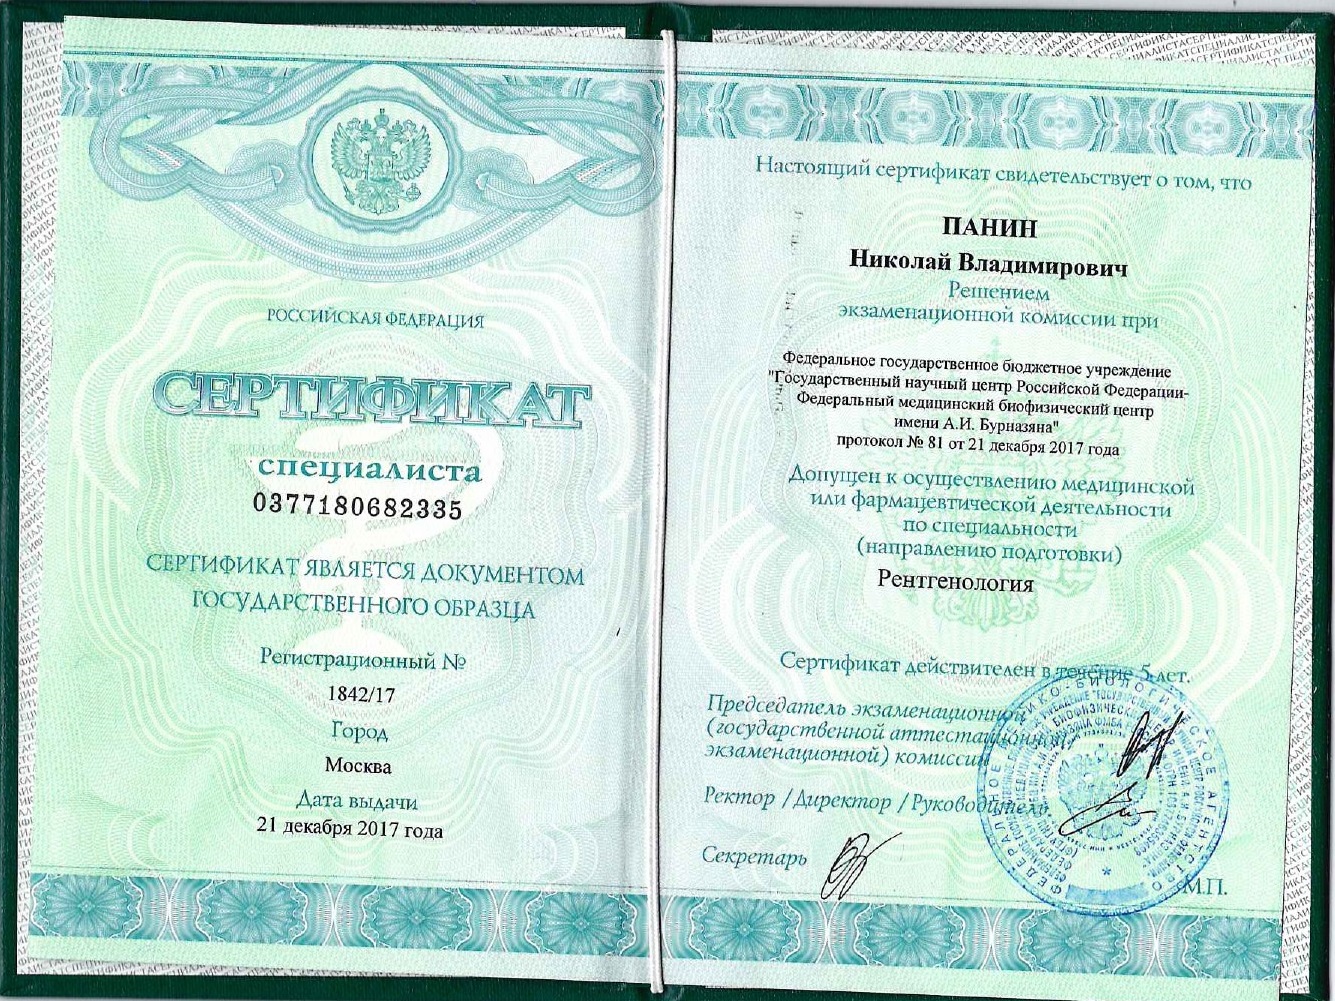 РОССИЙСКАЯ ФЕДЕРАЦИЯ
СЕРТИФИКАТ
специалиста
0377180682335
СЕРТИФИКАТ ЯВЛЯЕТСЯ ДОКУМЕНТОМ
ГОСУДАРСТВЕННОГО ОБРАЗЦА
Регистрационный №
1842/17
Город
Москва
Дата выдачи
21 декабря 2017 года
Настоящий сертификат свидетельствует о том, что
ПАНИН
Николай Владимирович
Решением
экзаменационной комиссии при
Федеральное государственное бюджетное учреждение
"Государственный научный центр Российской Федерации-
Федеральный медицинский биофизический центр
имени А.И. Бурназяна"
протокол № 81 от 21 декабря 2017 года
Допущен к осуществлению медицинской
или фармацевтической деятельности
по специальности
(направлению подготовки)
Рентгенология
Сертификат действителен в течение 5 лет.
Председатель экзаменационной
(государственной аттестационной,
экзаменационной) комиссии
Ректор /Директор /Руководитель
Секретарь
М.П.
ФЕДЕРАЛЬНОЕ МЕДИКО-БИОЛОГИЧЕСКОЕ АГЕНТСТВО